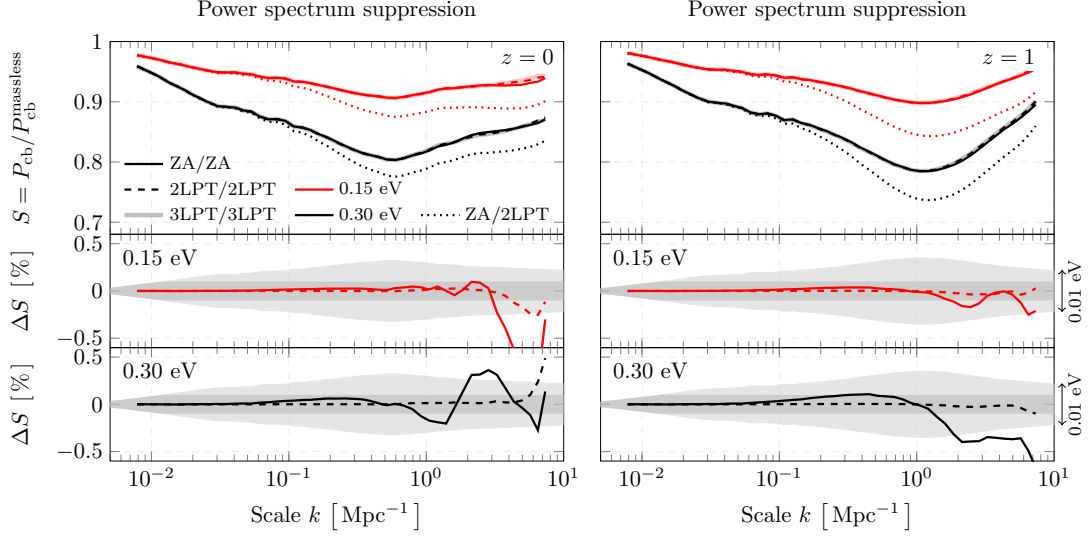 Power spectrum suppression
Power spectrum suppression
S = P_cb/P_cb^massless
1
0.9
0.8
0.7
z = 0
z = 1
ZA/ZA
2LPT/2LPT
0.15 eV
3LPT/3LPT
0.30 eV
ZA/2LPT
ΔS [%]
0.5
0
−0.5
0.15 eV
0.15 eV
0.01 eV
ΔS [%]
0.5
0
−0.5
0.30 eV
0.30 eV
0.01 eV
10^−2
10^−1
10^0
10^1
10^−2
10^−1
10^0
10^1
Scale k [Mpc^−1]
Scale k [Mpc^−1]